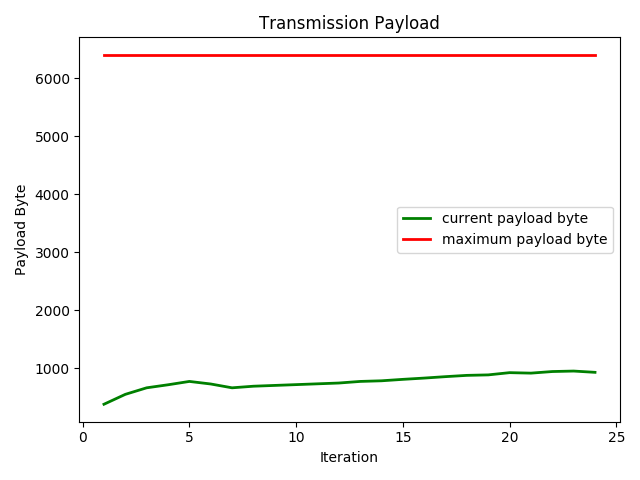 Transmission Payload
Payload Byte
6000
5000
4000
3000
2000
1000
current payload byte
maximum payload byte
0
5
10
15
20
25
Iteration